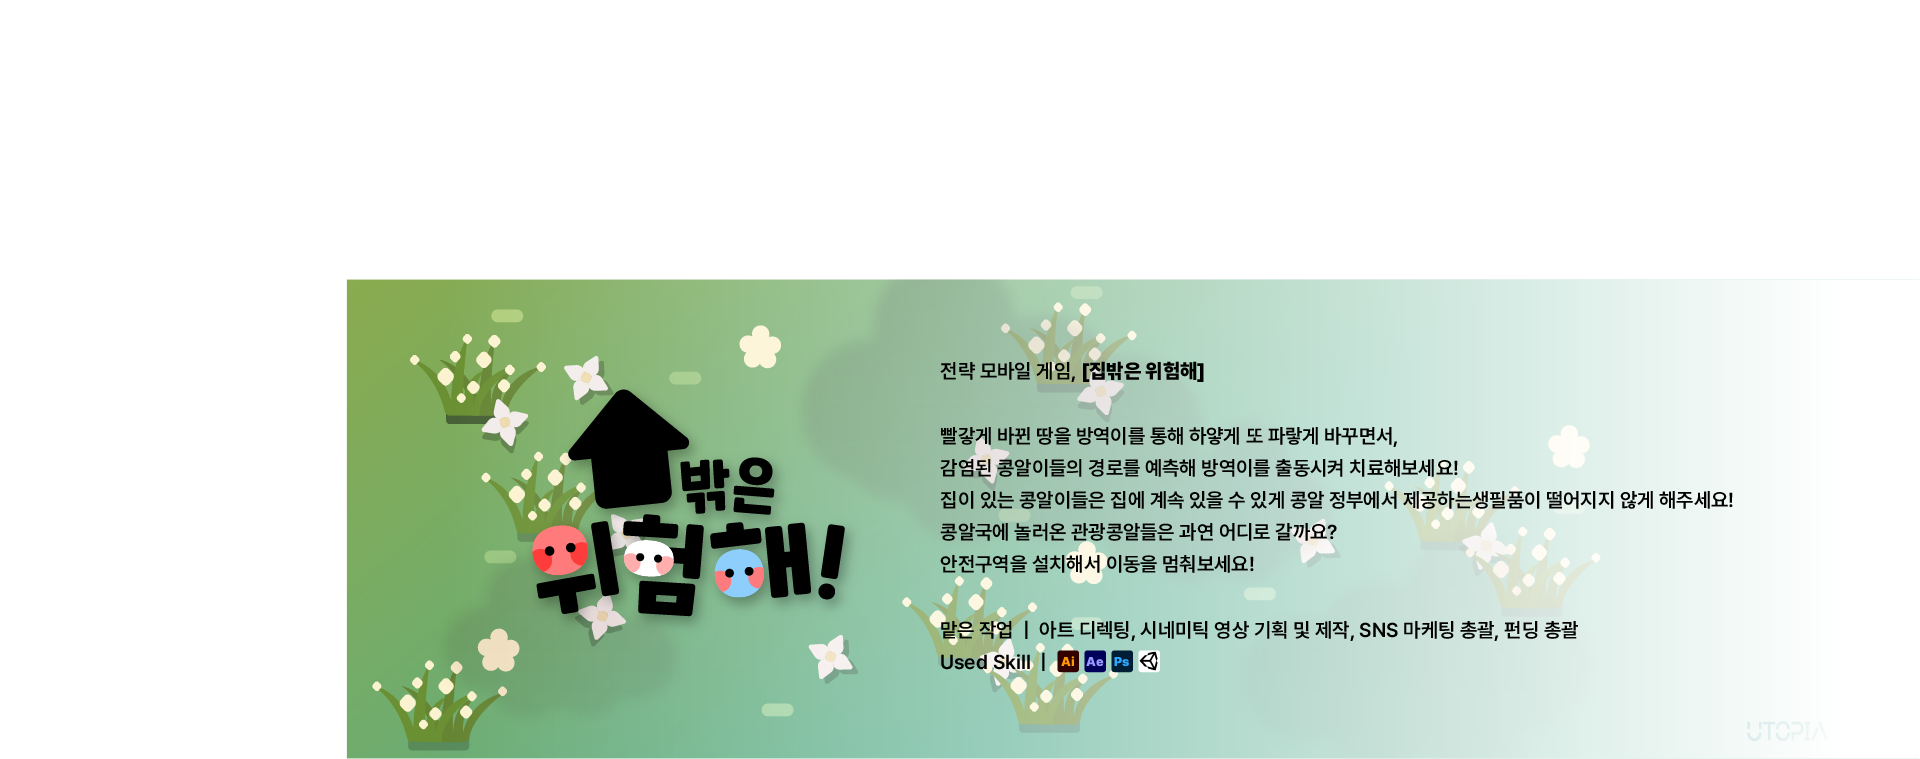 밖은
위험해!
전략 모바일 게임, [집밖은 위험해]
빨갛게 바뀐 땅을 방역이를 통해 하얗게 또 파랗게 바꾸면서,
감염된 콩알이들의 경로를 예측해 방역이를 출동시켜 치료해보세요!
집이 있는 콩알이들은 집에 계속 있을 수 있게 콩알 정부에서 제공하는생필품이 떨어지지 않게 해주세요!
콩알국에 놀러온 관광콩알들은 과연 어디로 갈까요?
안전구역을 설치해서 이동을 멈춰보세요!
맡은 작업 | 아트 디렉팅, 시네마틱 영상 기획 및 제작, SNS 마케팅 총괄, 펀딩 총괄
Used Skill | Ai Ae Ps
UTOPIA